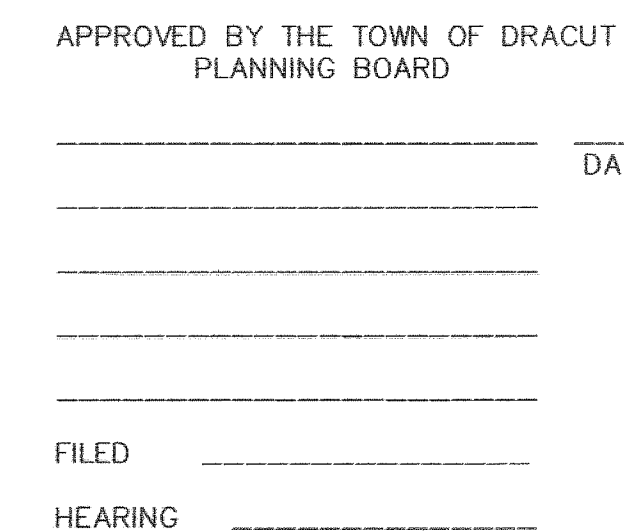 APPROVED BY THE TOWN OF DRACUT
PLANNING BOARD
DA
FILED
HEARING